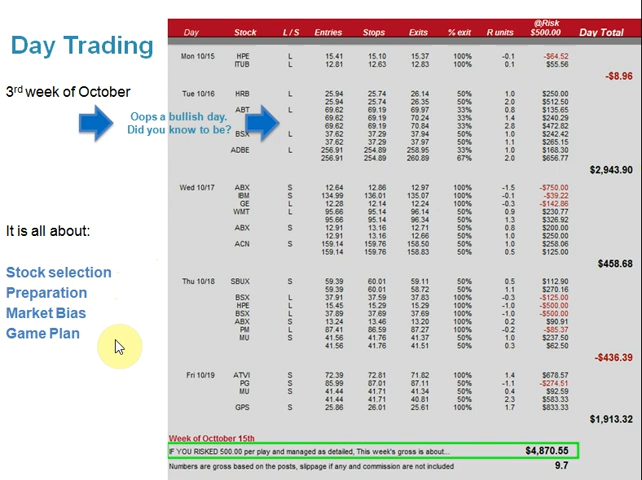 Day Trading
3rd week of October
Oops a bullish day.
Did you know to be?
It is all about:
Stock selection
Preparation
Market Bias
Game Plan
Day Stock L / S Entries Stops Exits % exit R units @Risk $500.00 Day Total
Mon 10/15 HPE L 15.41 15.10 15.37 100% -0.1 -$64.52
ITUB L 12.81 12.63 12.83 100% 0.1 $55.56
-$8.96
Tue 10/16 HRB L 25.94 25.74 26.14 50% 1.0 $250.00
25.94 25.74 26.35 50% 2.0 $512.50
ABT L 69.62 69.19 69.97 33% 0.8 $135.65
69.62 69.19 70.24 33% 1.4 $240.29
69.62 69.19 70.84 33% 2.8 $472.82
BSX L 37.62 37.29 37.94 50% 1.0 $242.42
37.62 37.29 37.97 50% 1.1 $265.15
ADBE L 256.91 254.89 258.95 33% 1.0 $168.30
256.91 254.89 260.89 67% 2.0 $656.77
$2,943.90
Wed 10/17 ABX S 12.64 12.86 12.97 100% -1.5 -$750.00
IBM S 134.99 136.01 135.07 100% -0.1 -$39.22
GE L 12.28 12.14 12.24 100% -0.3 -$142.86
WMT L 95.66 95.14 96.14 50% 0.9 $230.77
95.66 95.14 96.34 50% 1.3 $326.92
ABX S 12.91 13.16 12.71 50% 0.8 $200.00
12.91 13.16 12.66 50% 1.0 $250.00
ACN S 159.14 159.76 158.50 50% 1.0 $258.06
159.14 159.76 158.83 50% 0.5 $125.00
$458.68
Thu 10/18 SBUX S 59.39 60.01 59.11 50% 0.5 $112.90
59.39 60.01 58.72 50% 1.1 $270.16
BSX L 37.91 37.59 37.83 100% -0.3 -$125.00
HPE L 15.45 15.29 15.29 100% -1.0 -$500.00
BSX L 37.89 37.69 37.69 100% -1.0 -$500.00
ABX S 13.24 13.46 13.20 100% 0.2 $90.91
PM L 87.41 86.59 87.27 100% -0.2 -$85.37
MU S 41.56 41.76 41.37 50% 1.0 $237.50
41.56 41.76 41.51 50% 0.3 $62.50
-$436.39
Fri 10/19 ATVI S 72.39 72.81 71.82 100% 1.4 $678.57
PG S 85.99 87.01 87.11 50% -1.1 -$274.51
MU S 41.44 41.71 41.34 50% 0.4 $92.59
41.44 41.71 40.81 50% 2.3 $583.33
GPS S 25.86 26.01 25.61 100% 1.7 $833.33
$1,913.32
Week of Octtober 15th
IF YOU RISKED 500.00 per play and managed as detailed, This week's gross is about... $4,870.55
Numbers are gross based on the posts, slippage if any and commission are not included 9.7